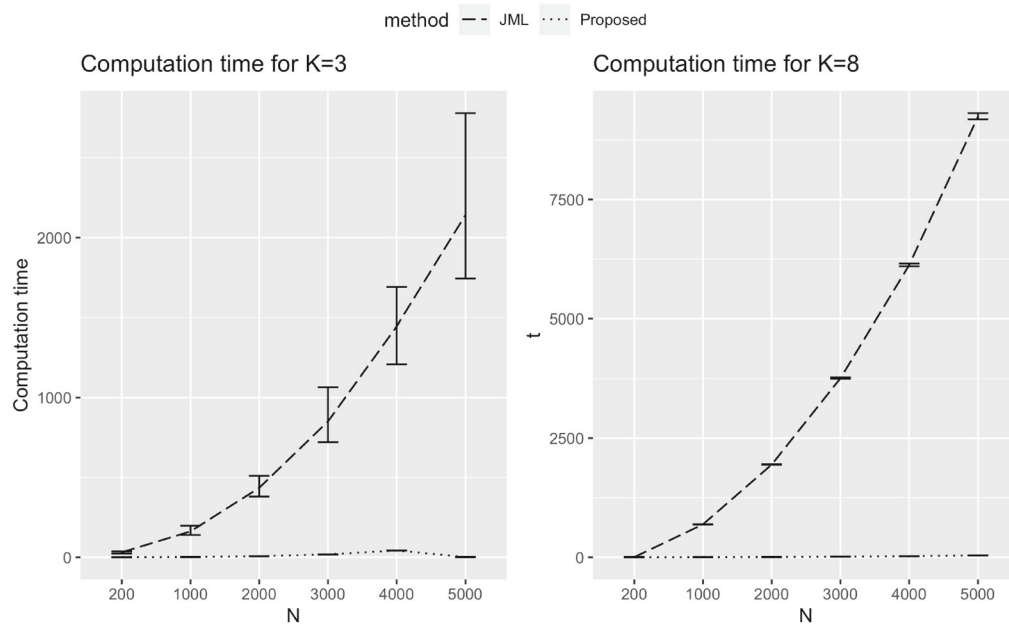 method JML Proposed
Computation time for K=3
Computation time
2000
1000
0
200 1000 2000 3000 4000 5000
N
Computation time for K=8
t
7500
5000
2500
0
200 1000 2000 3000 4000 5000
N